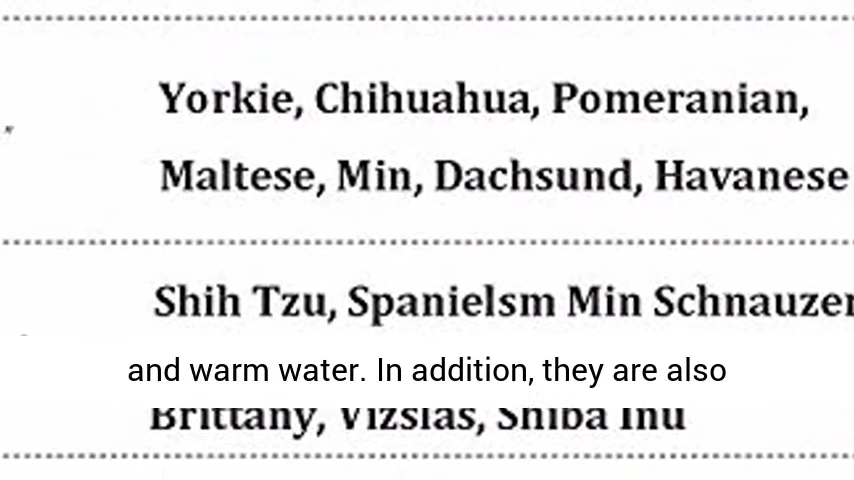 Yorkie, Chihuahua, Pomeranian,
Maltese, Min, Dachsund, Havanese
Shih Tzu, Spanielsm Min Schnauzer
and warm water. In addition, they are also
Brittany, Vizslas, Shiba Inu